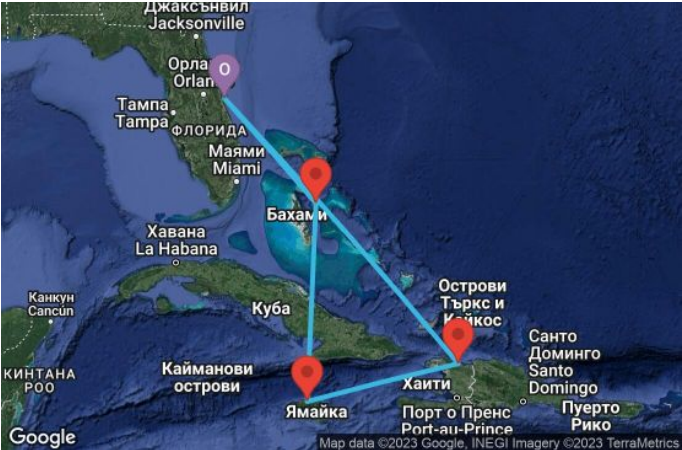 Джаксънвил
Jacksonville
Орла
Orlan
O
Тампа
Tampa
ФЛОРИДА
Маями
Miami
Бахами
Хавана
La Habana
Канкун
Cancún
Куба
Острови
Търкс и
Кайкос
КИНТАНА
РОО
Кайманови
острови
Санто
Доминго
Santo
Domingo
Хаити
Ямайка
Порт о Пренс
Port-au-Prince
Пуерто
Рико
Google
Map data ©2023 Google, INEGI Imagery ©2023 TerraMetrics